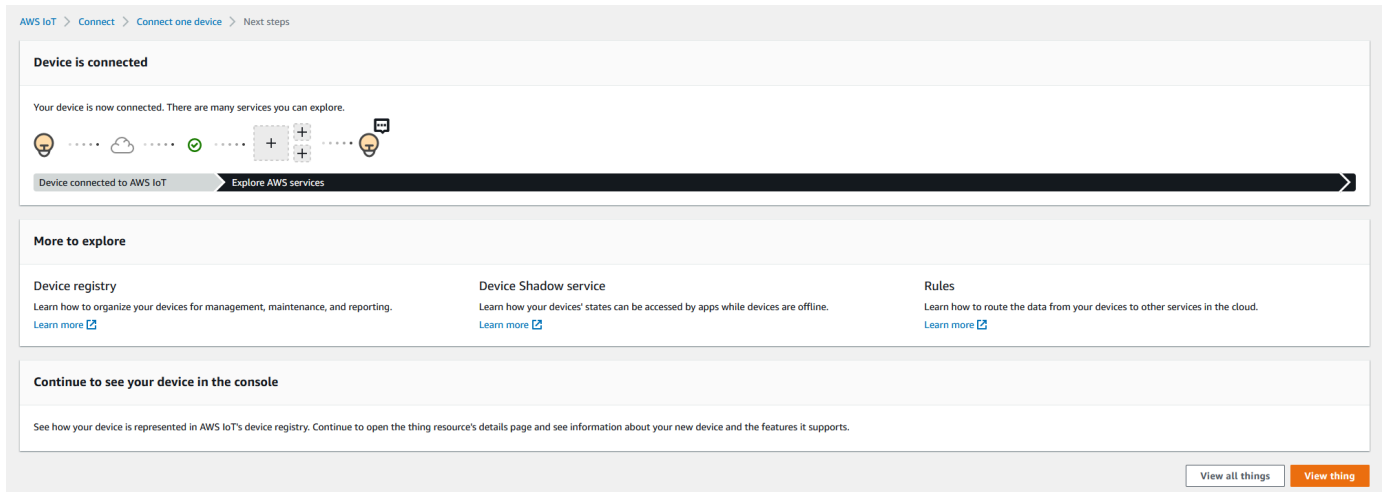 AWS IoT > Connect > Connect one device > Next steps
Device is connected
Your device is now connected. There are many services you can explore.
Device connected to AWS IoT
Explore AWS services
More to explore
Device registry
Learn how to organize your devices for management, maintenance, and reporting.
Learn more
Device Shadow service
Learn how your devices' states can be accessed by apps while devices are offline.
Learn more
Rules
Learn how to route the data from your devices to other services in the cloud.
Learn more
Continue to see your device in the console
See how your device is represented in AWS IoT's device registry. Continue to open the thing resource's details page and see information about your new device and the features it supports.
View all things
View thing